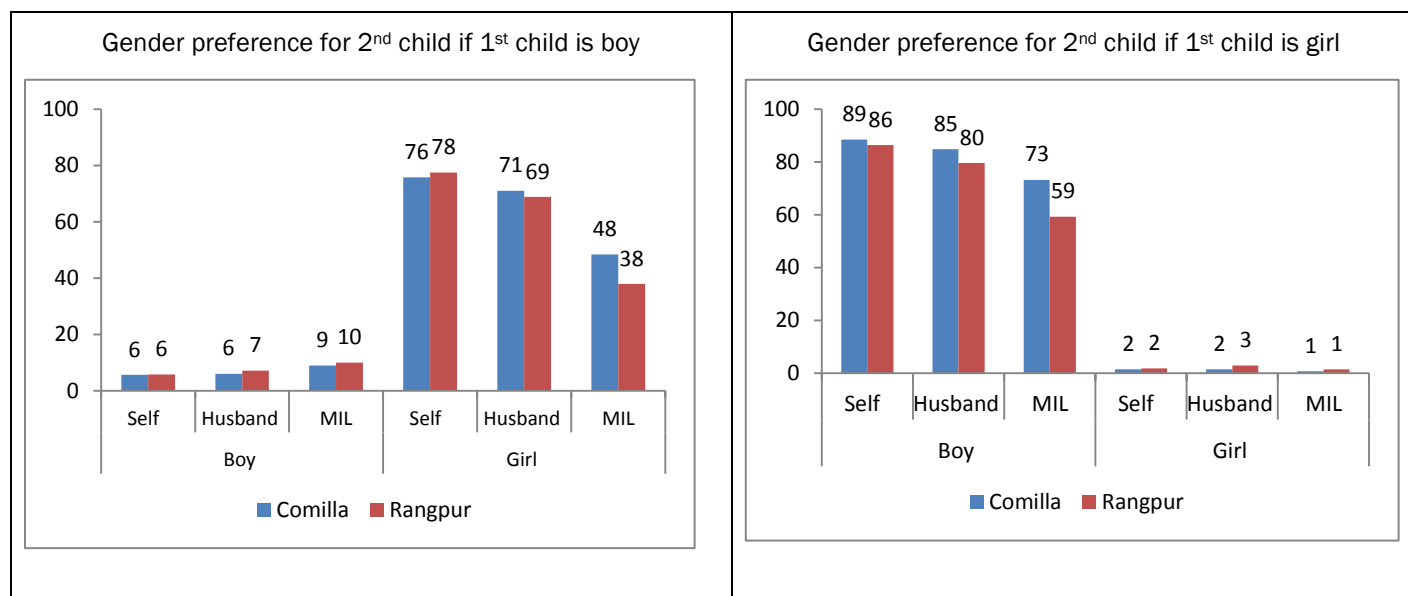 Gender preference for 2nd child if 1st child is boy
100
80
60
40
20
0
6 6 6 7 9 10 76 78 71 69 48 38
Self Husband MIL Self Husband MIL
Boy Girl
Comilla Rangpur
Gender preference for 2nd child if 1st child is girl
100
80
60
40
20
0
89 86 85 80 73 59 2 2 2 3 1 1
Self Husband MIL Self Husband MIL
Boy Girl
Comilla Rangpur